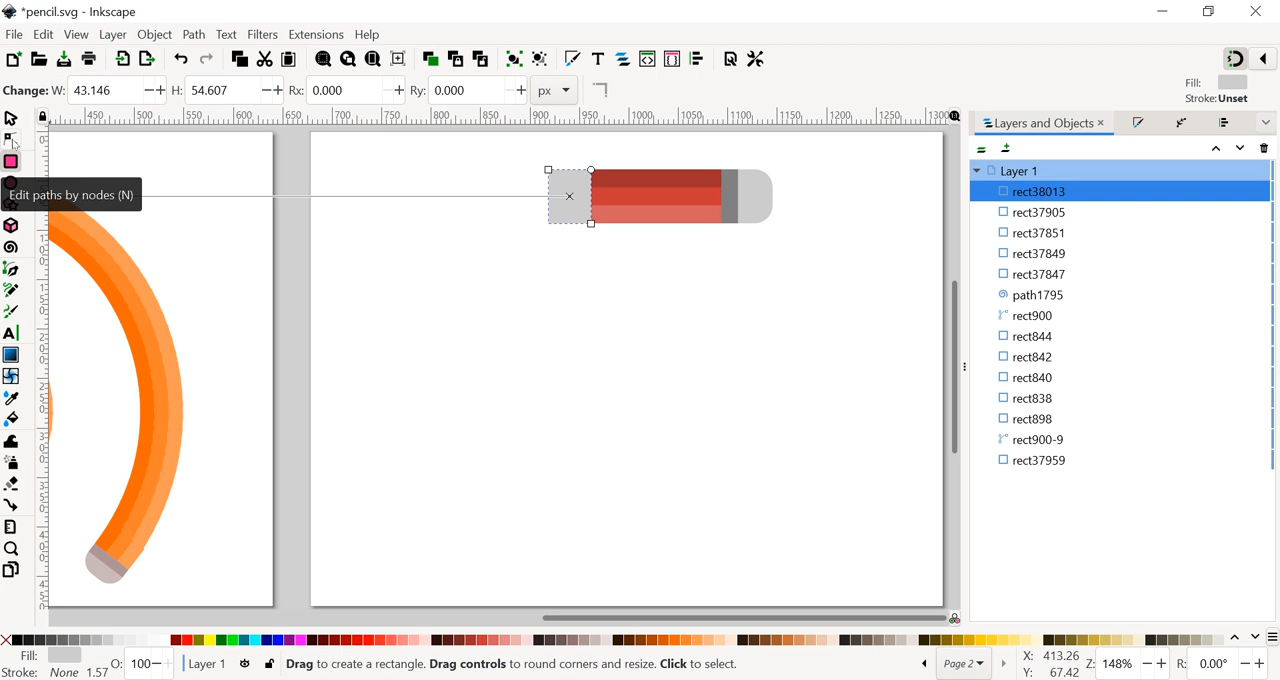 *pencil.svg - Inkscape
File Edit View Layer Object Path Text Filters Extensions Help
Change: W: 43.146 H: 54.607 Rx: 0.000 Ry: 0.000 px
Fill:
Stroke: Unset
450 500 600 650 700 750 800 850 900 950 1000 1050 1100 1150 1200 1250 1300
Layers and Objects
Layer 1
rect38013
Edit paths by nodes (N)
rect37905
rect37851
rect37849
rect37847
path1795
rect900
rect844
rect842
rect840
rect838
rect898
rect900-9
rect37959
Fill:
Stroke: None 1.57 O: 100 Layer 1 Drag to create a rectangle. Drag controls to round corners and resize. Click to select. Page 2 X: 413.26 Y: 67.42 Z: 148% R: 0.00°